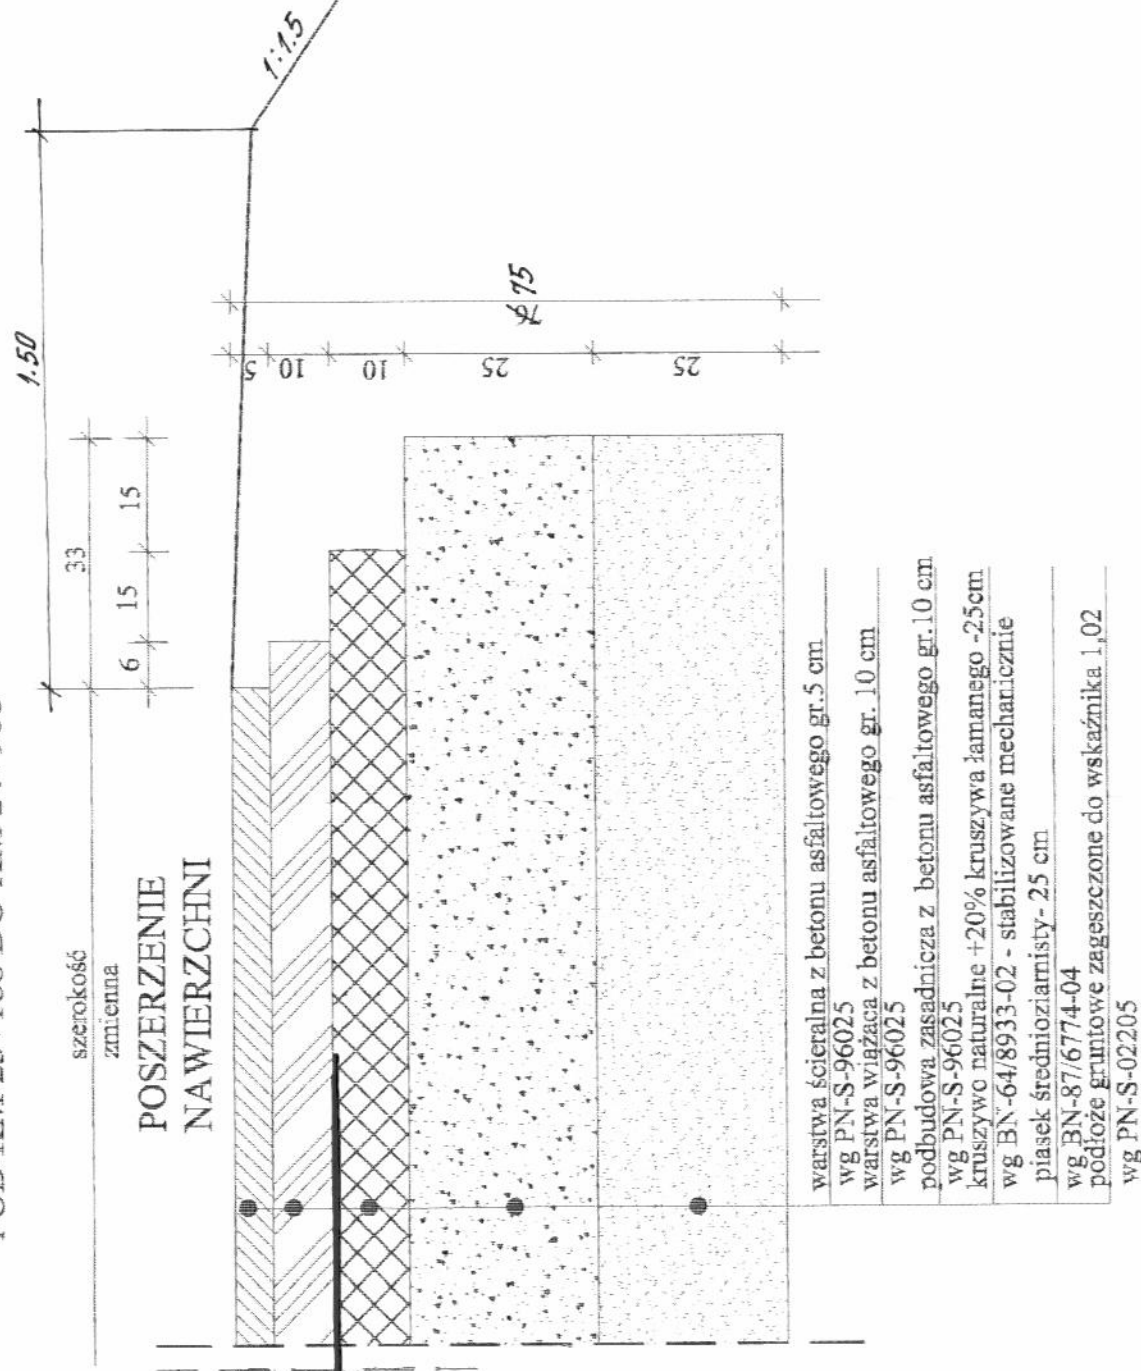 1.50
1:1.5
33
szerokość
zmienna
6
15
15
POSZERZENIE
NAWIERZCHNI
5
10
10
25
25
76 75
warstwa ścieralna z betonu asfaltowego gr.5 cm
wg PN-S-96025
warstwa wiążąca z betonu asfaltowego gr. 10 cm
wg PN-S-96025
podbudowa zasadnicza z betonu asfaltowego gr.10 cm
wg PN-S-96025
kruszywo naturalne +20% kruszywa łamanego -25cm
wg BN-64/8933-02 - stabilizowane mechanicznie
piasek średnioziarnisty- 25 cm
wg BN-87/6774-04
podłoże gruntowe zagęszczone do wskaźnika 1,02
wg PN-S-02205